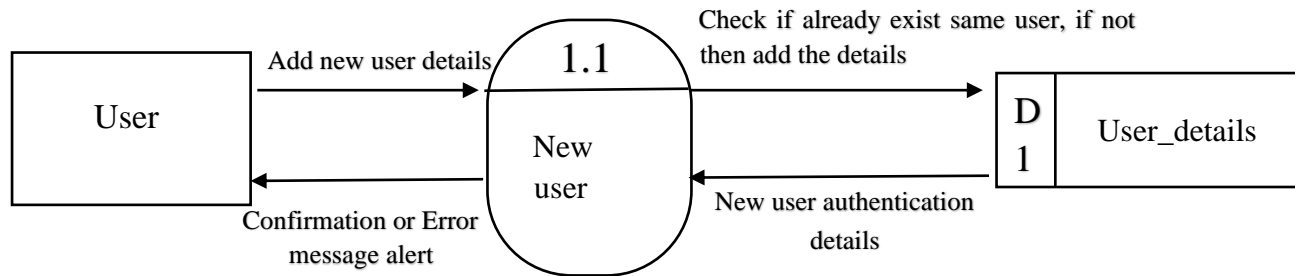 User
Add new user details
Confirmation or Error
message alert
1.1
New
user
Check if already exist same user, if not
then add the details
New user authentication
details
D
1
User_details